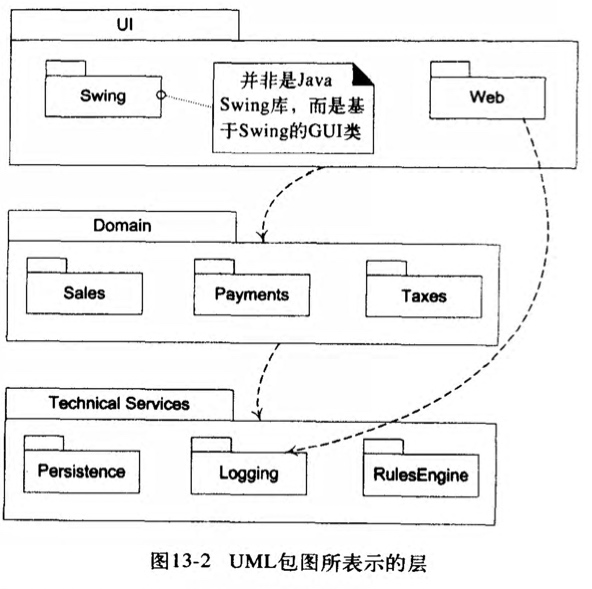 UI
Swing
并非是Java
Swing库，而是基
于Swing的GUI类
Web
Domain
Sales
Payments
Taxes
Technical Services
Persistence
Logging
RulesEngine
图13-2 UML包图所表示的层